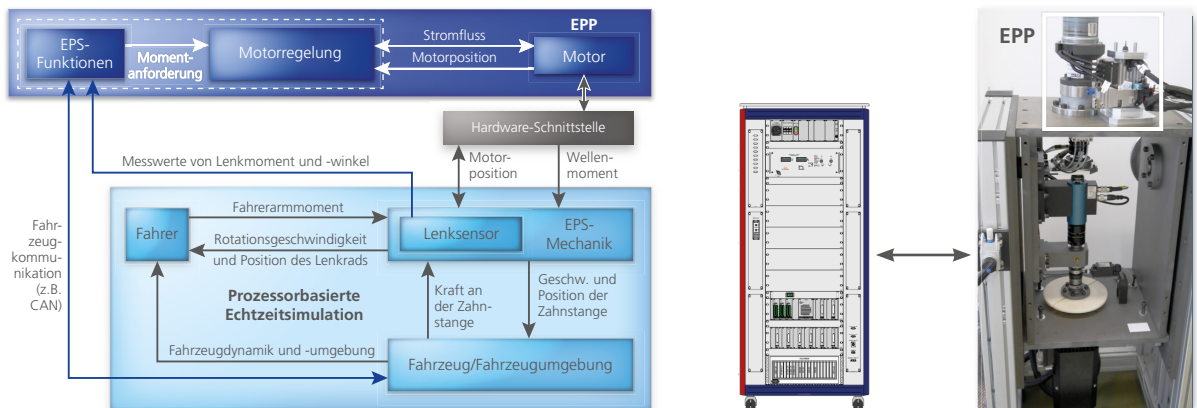 EPP
EPS-
Funktionen
Moment-
anforderung
Motorregelung
Stromfluss
Motorposition
Motor
Hardware-Schnittstelle
Messwerte von Lenkmoment und -winkel
Motor-
position
Wellen-
moment
Fahr-
zeug-
kommu-
nikation
(z.B.
CAN)
Fahrer
Fahrerarmmoment
Rotationsgeschwindigkeit
und Position des Lenkrads
Lenksensor
EPS-
Mechanik
Prozessorbasierte
Echtzeitsimulation
Kraft an
der Zahn-
stange
Geschw. und
Position der
Zahnstange
Fahrzeugdynamik und -umgebung
Fahrzeug/Fahrzeugumgebung
EPP